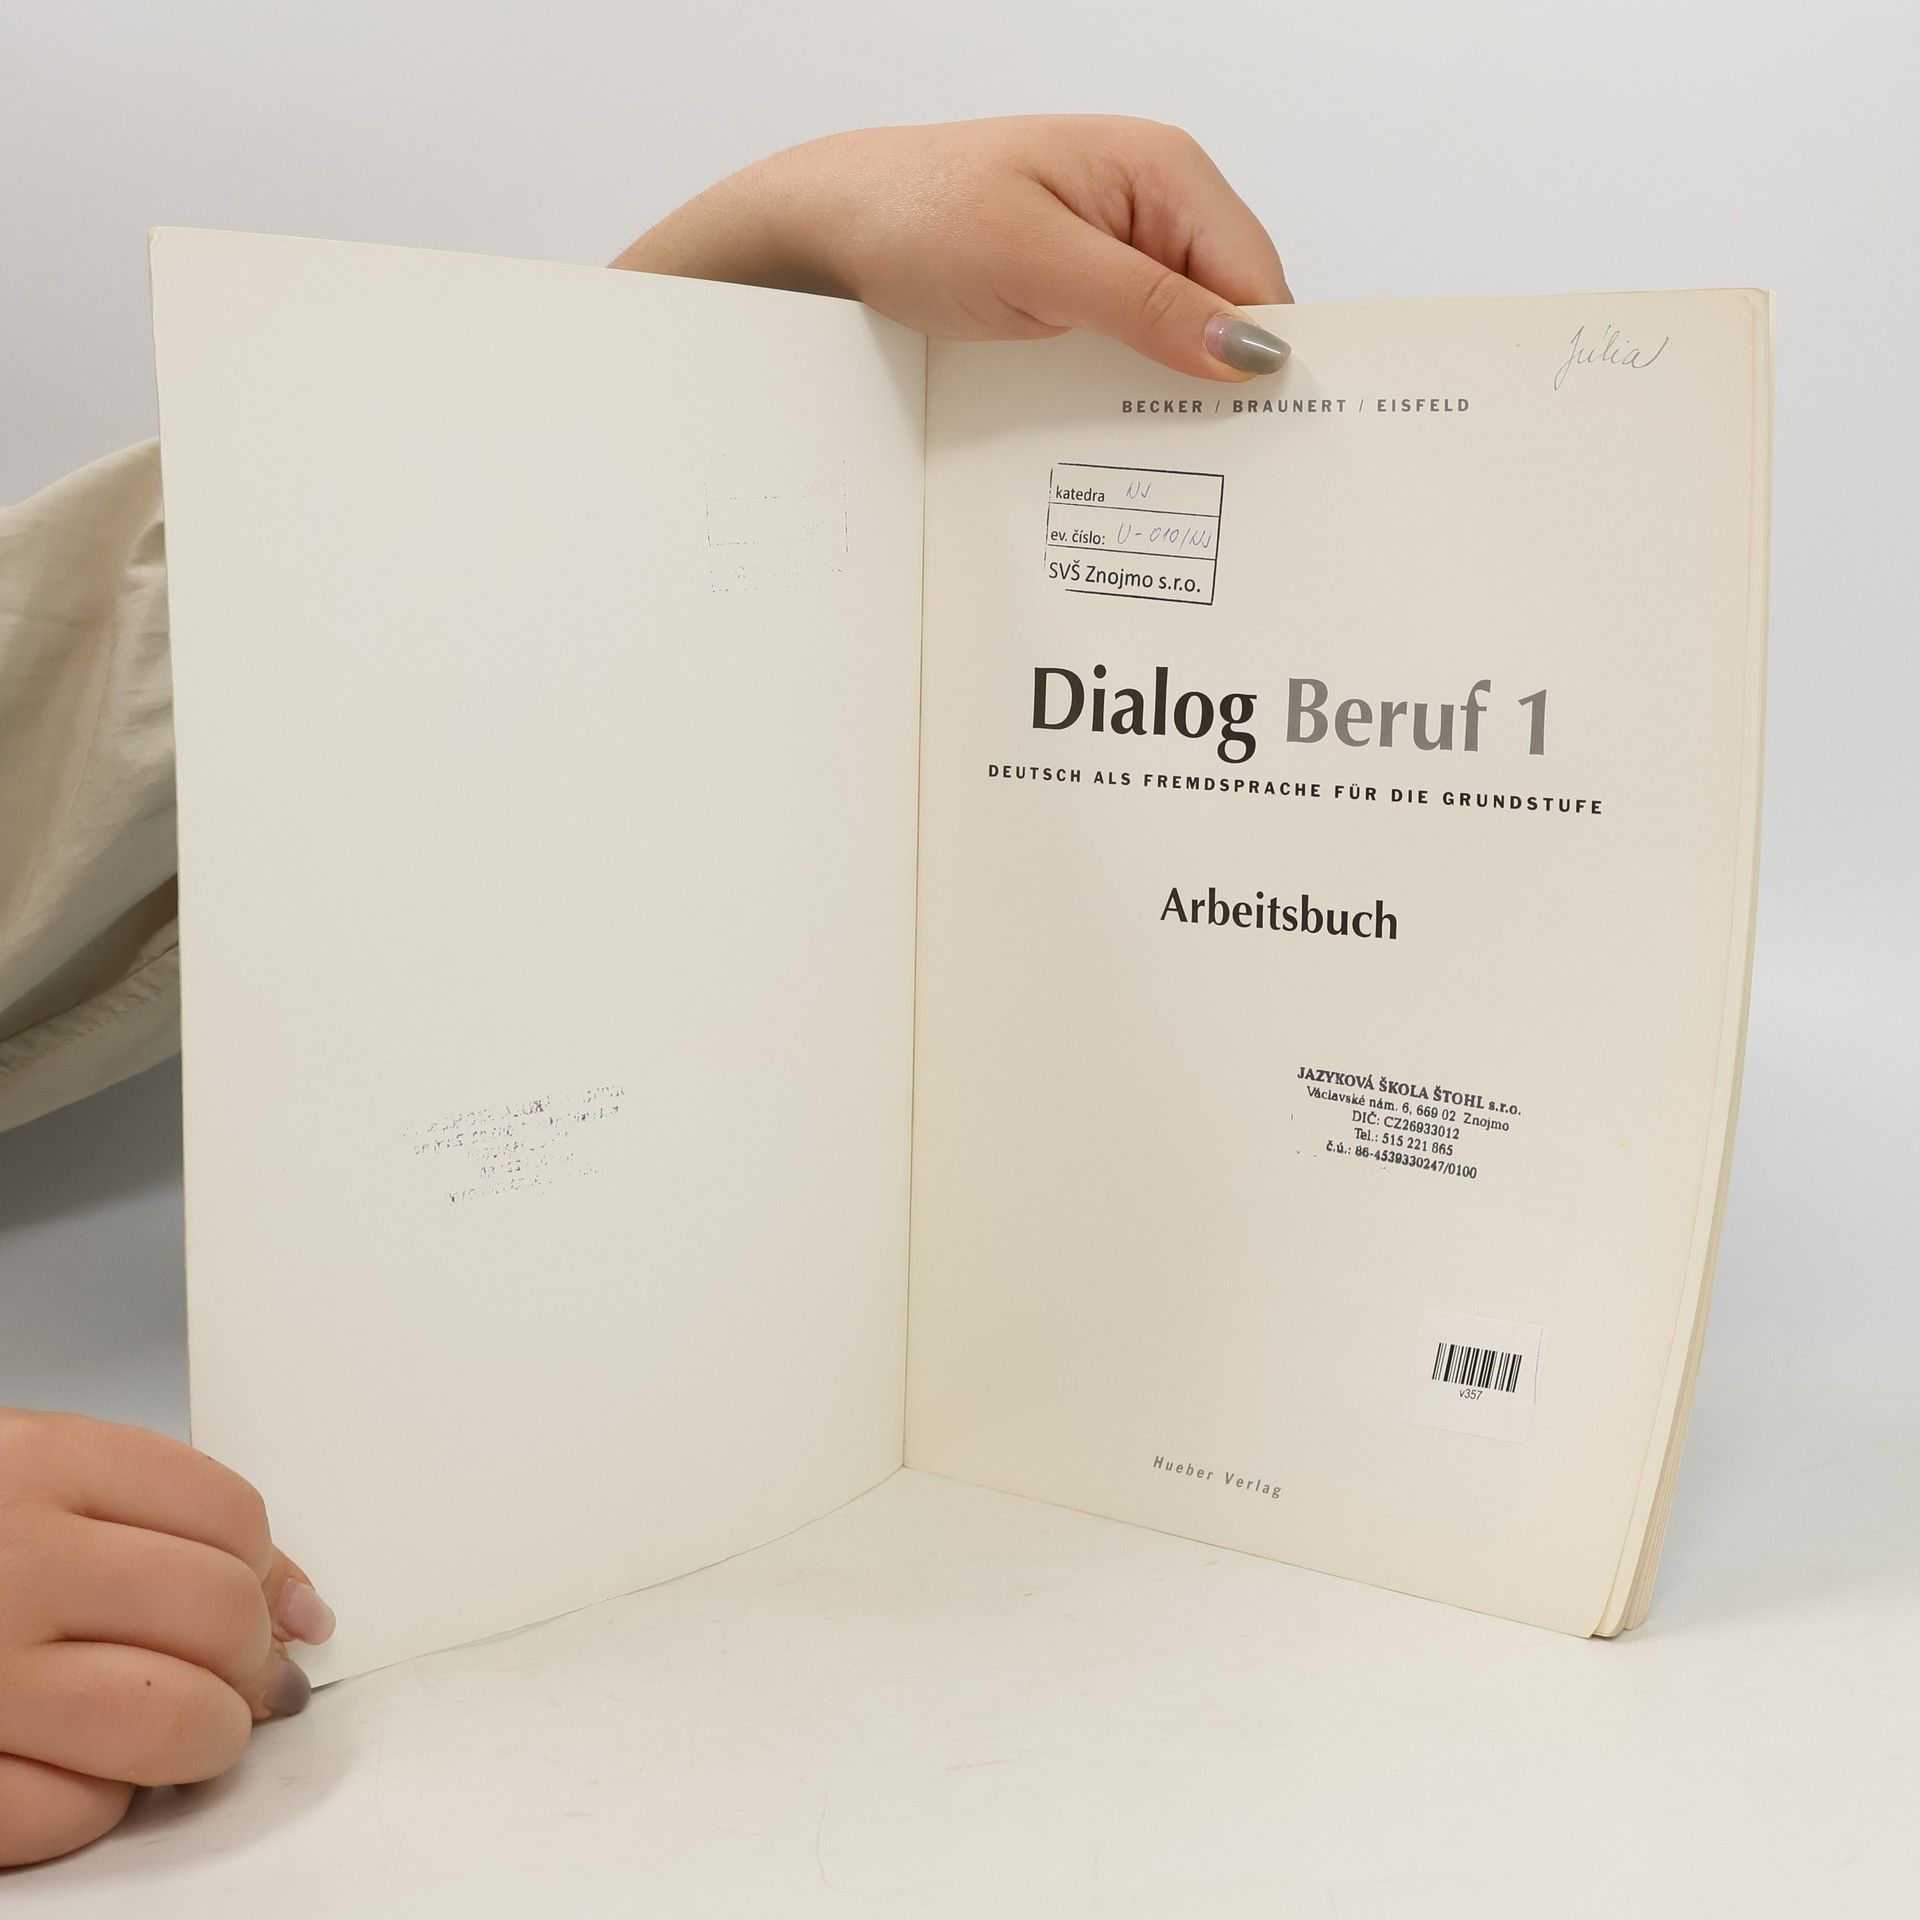 Júlia
BECKER / BRAUNERT / EISFELD
katedra NJ
ev. číslo: U-010/NJ
SVŠ Znojmo s.r.o.
Dialog Beruf 1
DEUTSCH ALS FREMDSPRACHE FÜR DIE GRUNDSTUFE
Arbeitsbuch
JAZYKOVÁ ŠKOLA ŠTOHL s.r.o.
Václavské nám. 6, 669 02 Znojmo
DIČ: CZ26933012
Tel.: 515 221 865
č.ú.: 86-4539330247/0100
v357
Hueber Verlag